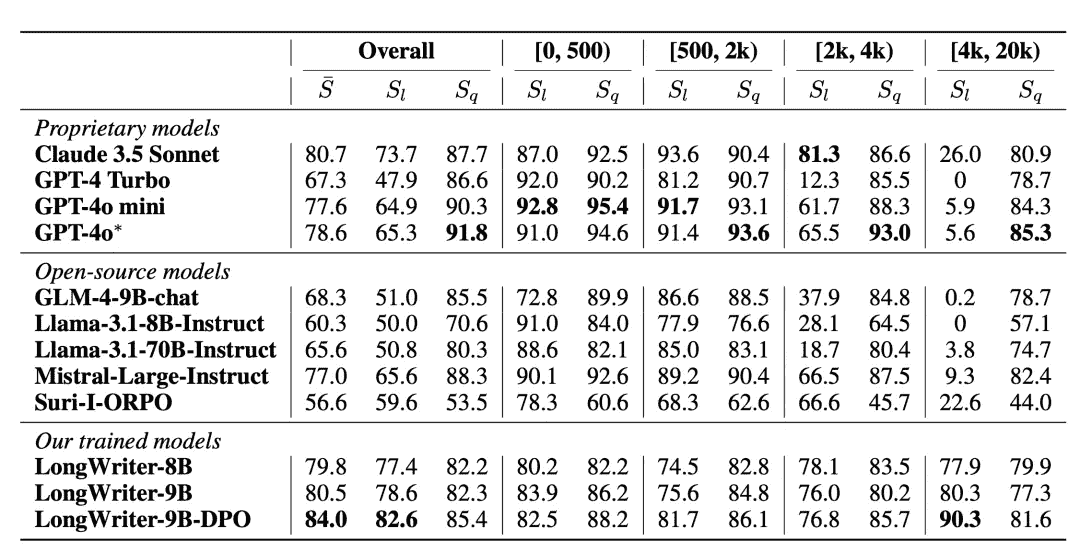 Overall [0, 500) [500, 2k) [2k, 4k) [4k, 20k)
S̄ Sₗ S_q Sₗ S_q Sₗ S_q Sₗ S_q Sₗ S_q
Proprietary models
Claude 3.5 Sonnet 80.7 73.7 87.7 87.0 92.5 93.6 90.4 81.3 86.6 26.0 80.9
GPT-4 Turbo 67.3 47.9 86.6 92.0 90.2 81.2 90.7 12.3 85.5 0 78.7
GPT-4o mini 77.6 64.9 90.3 92.8 95.4 91.7 93.1 61.7 88.3 5.9 84.3
GPT-4o* 78.6 65.3 91.8 91.0 94.6 91.4 93.6 65.5 93.0 5.6 85.3
Open-source models
GLM-4-9B-chat 68.3 51.0 85.5 72.8 89.9 86.6 88.5 37.9 84.8 0.2 78.7
Llama-3.1-8B-Instruct 60.3 50.0 70.6 91.0 84.0 77.9 76.6 28.1 64.5 0 57.1
Llama-3.1-70B-Instruct 65.6 50.8 80.3 88.6 82.1 85.0 83.1 18.7 80.4 3.8 74.7
Mistral-Large-Instruct 77.0 65.6 88.3 90.1 92.6 89.2 90.4 66.5 87.5 9.3 82.4
Suri-I-ORPO 56.6 59.6 53.5 78.3 60.6 68.3 62.6 66.6 45.7 22.6 44.0
Our trained models
LongWriter-8B 79.8 77.4 82.2 80.2 82.2 74.5 82.8 78.1 83.5 77.9 79.9
LongWriter-9B 80.5 78.6 82.3 83.9 86.2 75.6 84.8 76.0 80.2 80.3 77.3
LongWriter-9B-DPO 84.0 82.6 85.4 82.5 88.2 81.7 86.1 76.8 85.7 90.3 81.6